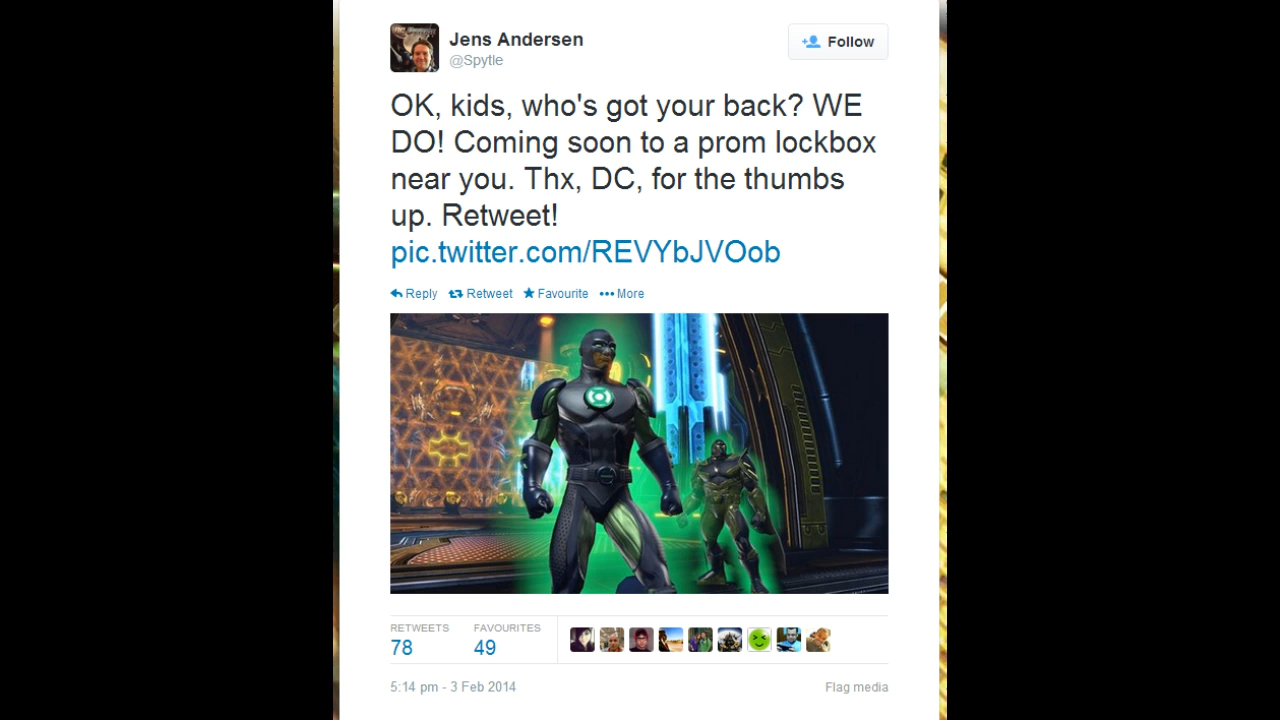 Jens Andersen
@Spytle
Follow
OK, kids, who's got your back? WE
DO! Coming soon to a prom lockbox
near you. Thx, DC, for the thumbs
up. Retweet!
pic.twitter.com/REVYbJVOob
Reply Retweet Favourite More
RETWEETS FAVOURITES
78 49
5:14 pm - 3 Feb 2014 Flag media